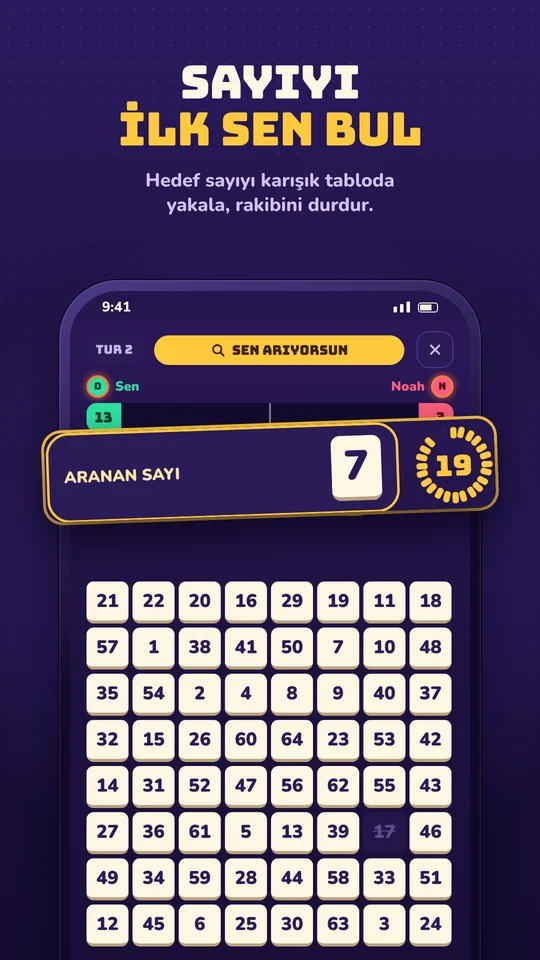 SAYIYI
İLK SEN BUL
Hedef sayıyı karışık tabloda
yakala, rakibini durdur.
9:41
TUR 2
SEN ARIYORSUN
D Sen
Noah N
13
ARANAN SAYI
7
19
21 22 20 16 29 19 11 18
57 1 38 41 50 7 10 48
35 54 2 4 8 9 40 37
32 15 26 60 64 23 53 42
14 31 52 47 56 62 55 43
27 36 61 5 13 39 17 46
49 34 59 28 44 58 33 51
12 45 6 25 30 63 3 24